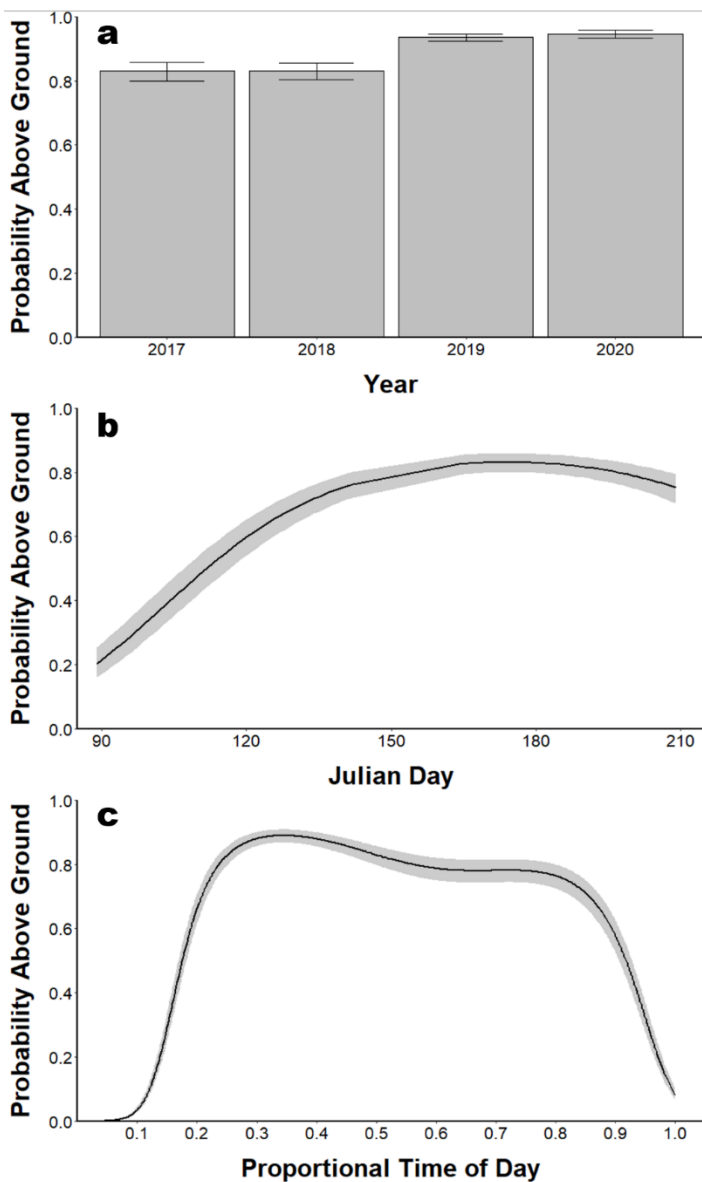 a
Probability Above Ground
1.0
0.8
0.6
0.4
0.2
0.0
2017 2018 2019 2020
Year
b
Probability Above Ground
1.0
0.8
0.6
0.4
0.2
0.0
90 120 150 180 210
Julian Day
c
Probability Above Ground
1.0
0.8
0.6
0.4
0.2
0.0
0.1 0.2 0.3 0.4 0.5 0.6 0.7 0.8 0.9 1.0
Proportional Time of Day